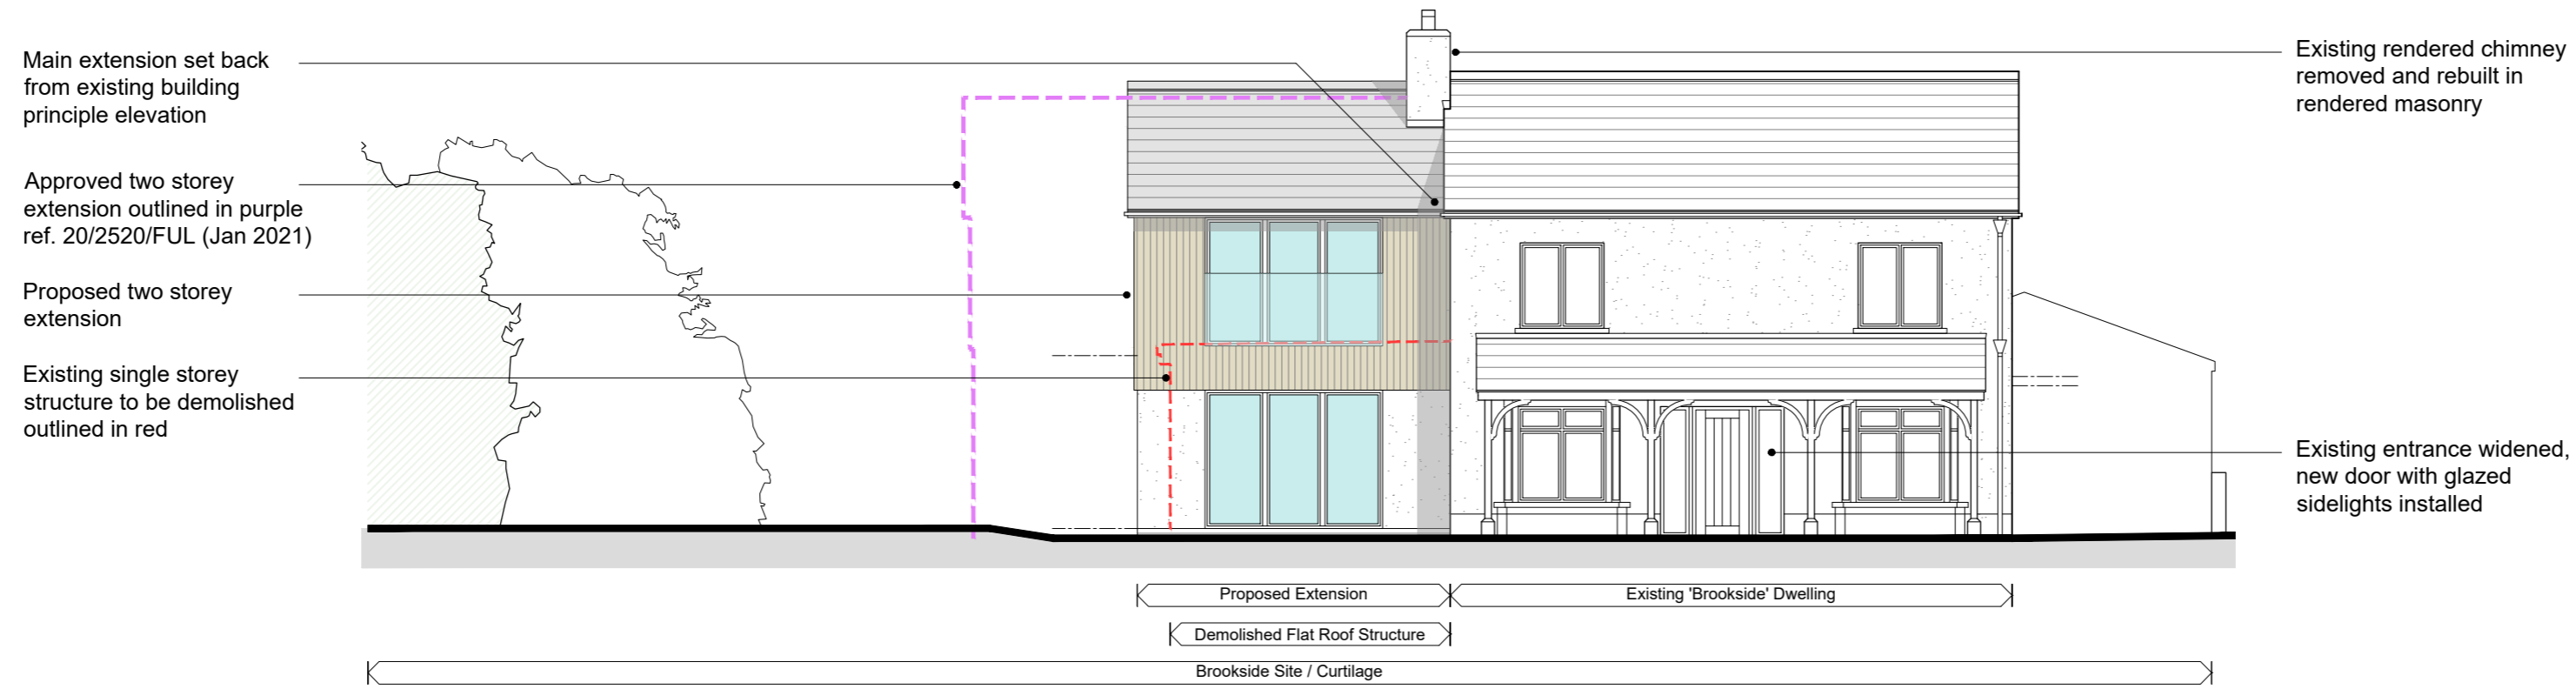 Main extension set back
from existing building
principle elevation
Approved two storey
extension outlined in purple
ref. 20/2520/FUL (Jan 2021)
Proposed two storey
extension
Existing single storey
structure to be demolished
outlined in red
Existing rendered chimney
removed and rebuilt in
rendered masonry
Existing entrance widened,
new door with glazed
sidelights installed
Proposed Extension
Existing 'Brookside' Dwelling
Demolished Flat Roof Structure
Brookside Site / Curtilage